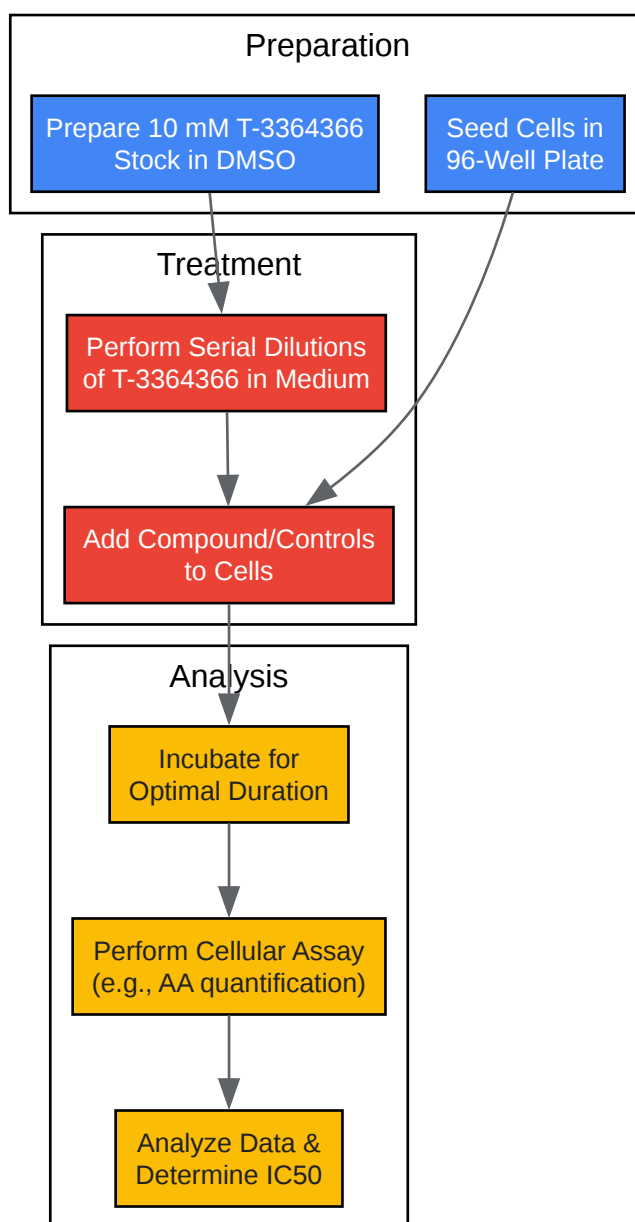 Preparation
Prepare 10 mM T-3364366
Stock in DMSO
Seed Cells in
96-Well Plate
Treatment
Perform Serial Dilutions
of T-3364366 in Medium
Add Compound/Controls
to Cells
Analysis
Incubate for
Optimal Duration
Perform Cellular Assay
(e.g., AA quantification)
Analyze Data &
Determine IC50